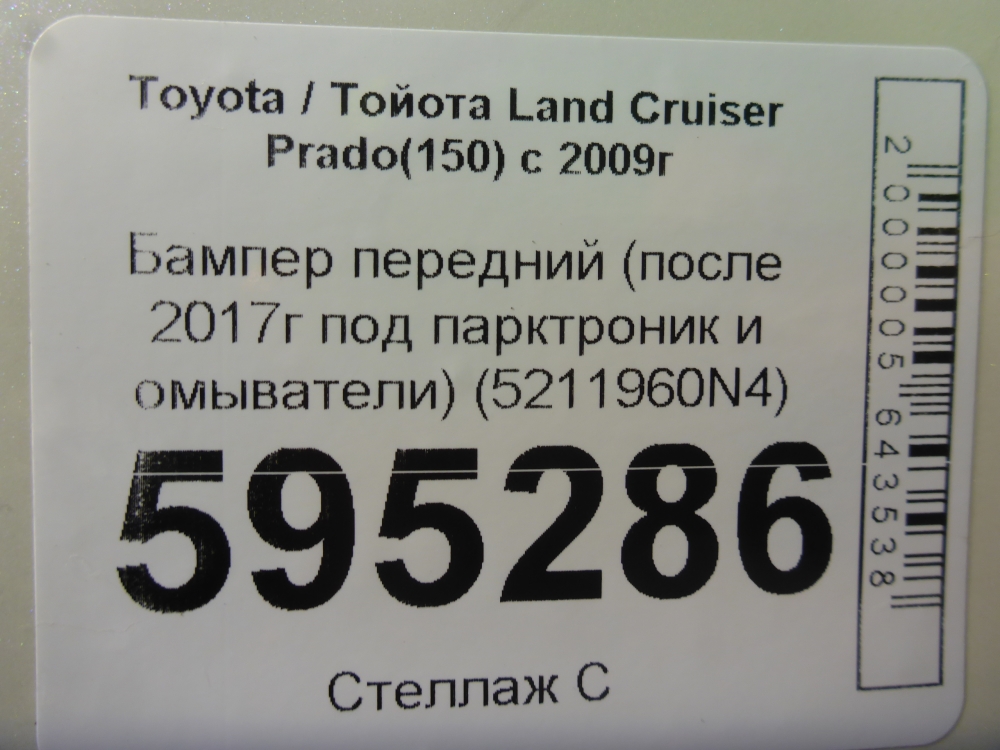 Toyota / Тойота Land Cruiser
Prado(150) с 2009г
Бампер передний (после
2017г под парктроник и
омыватели) (5211960N4)
595286
Стеллаж С
2000005643538